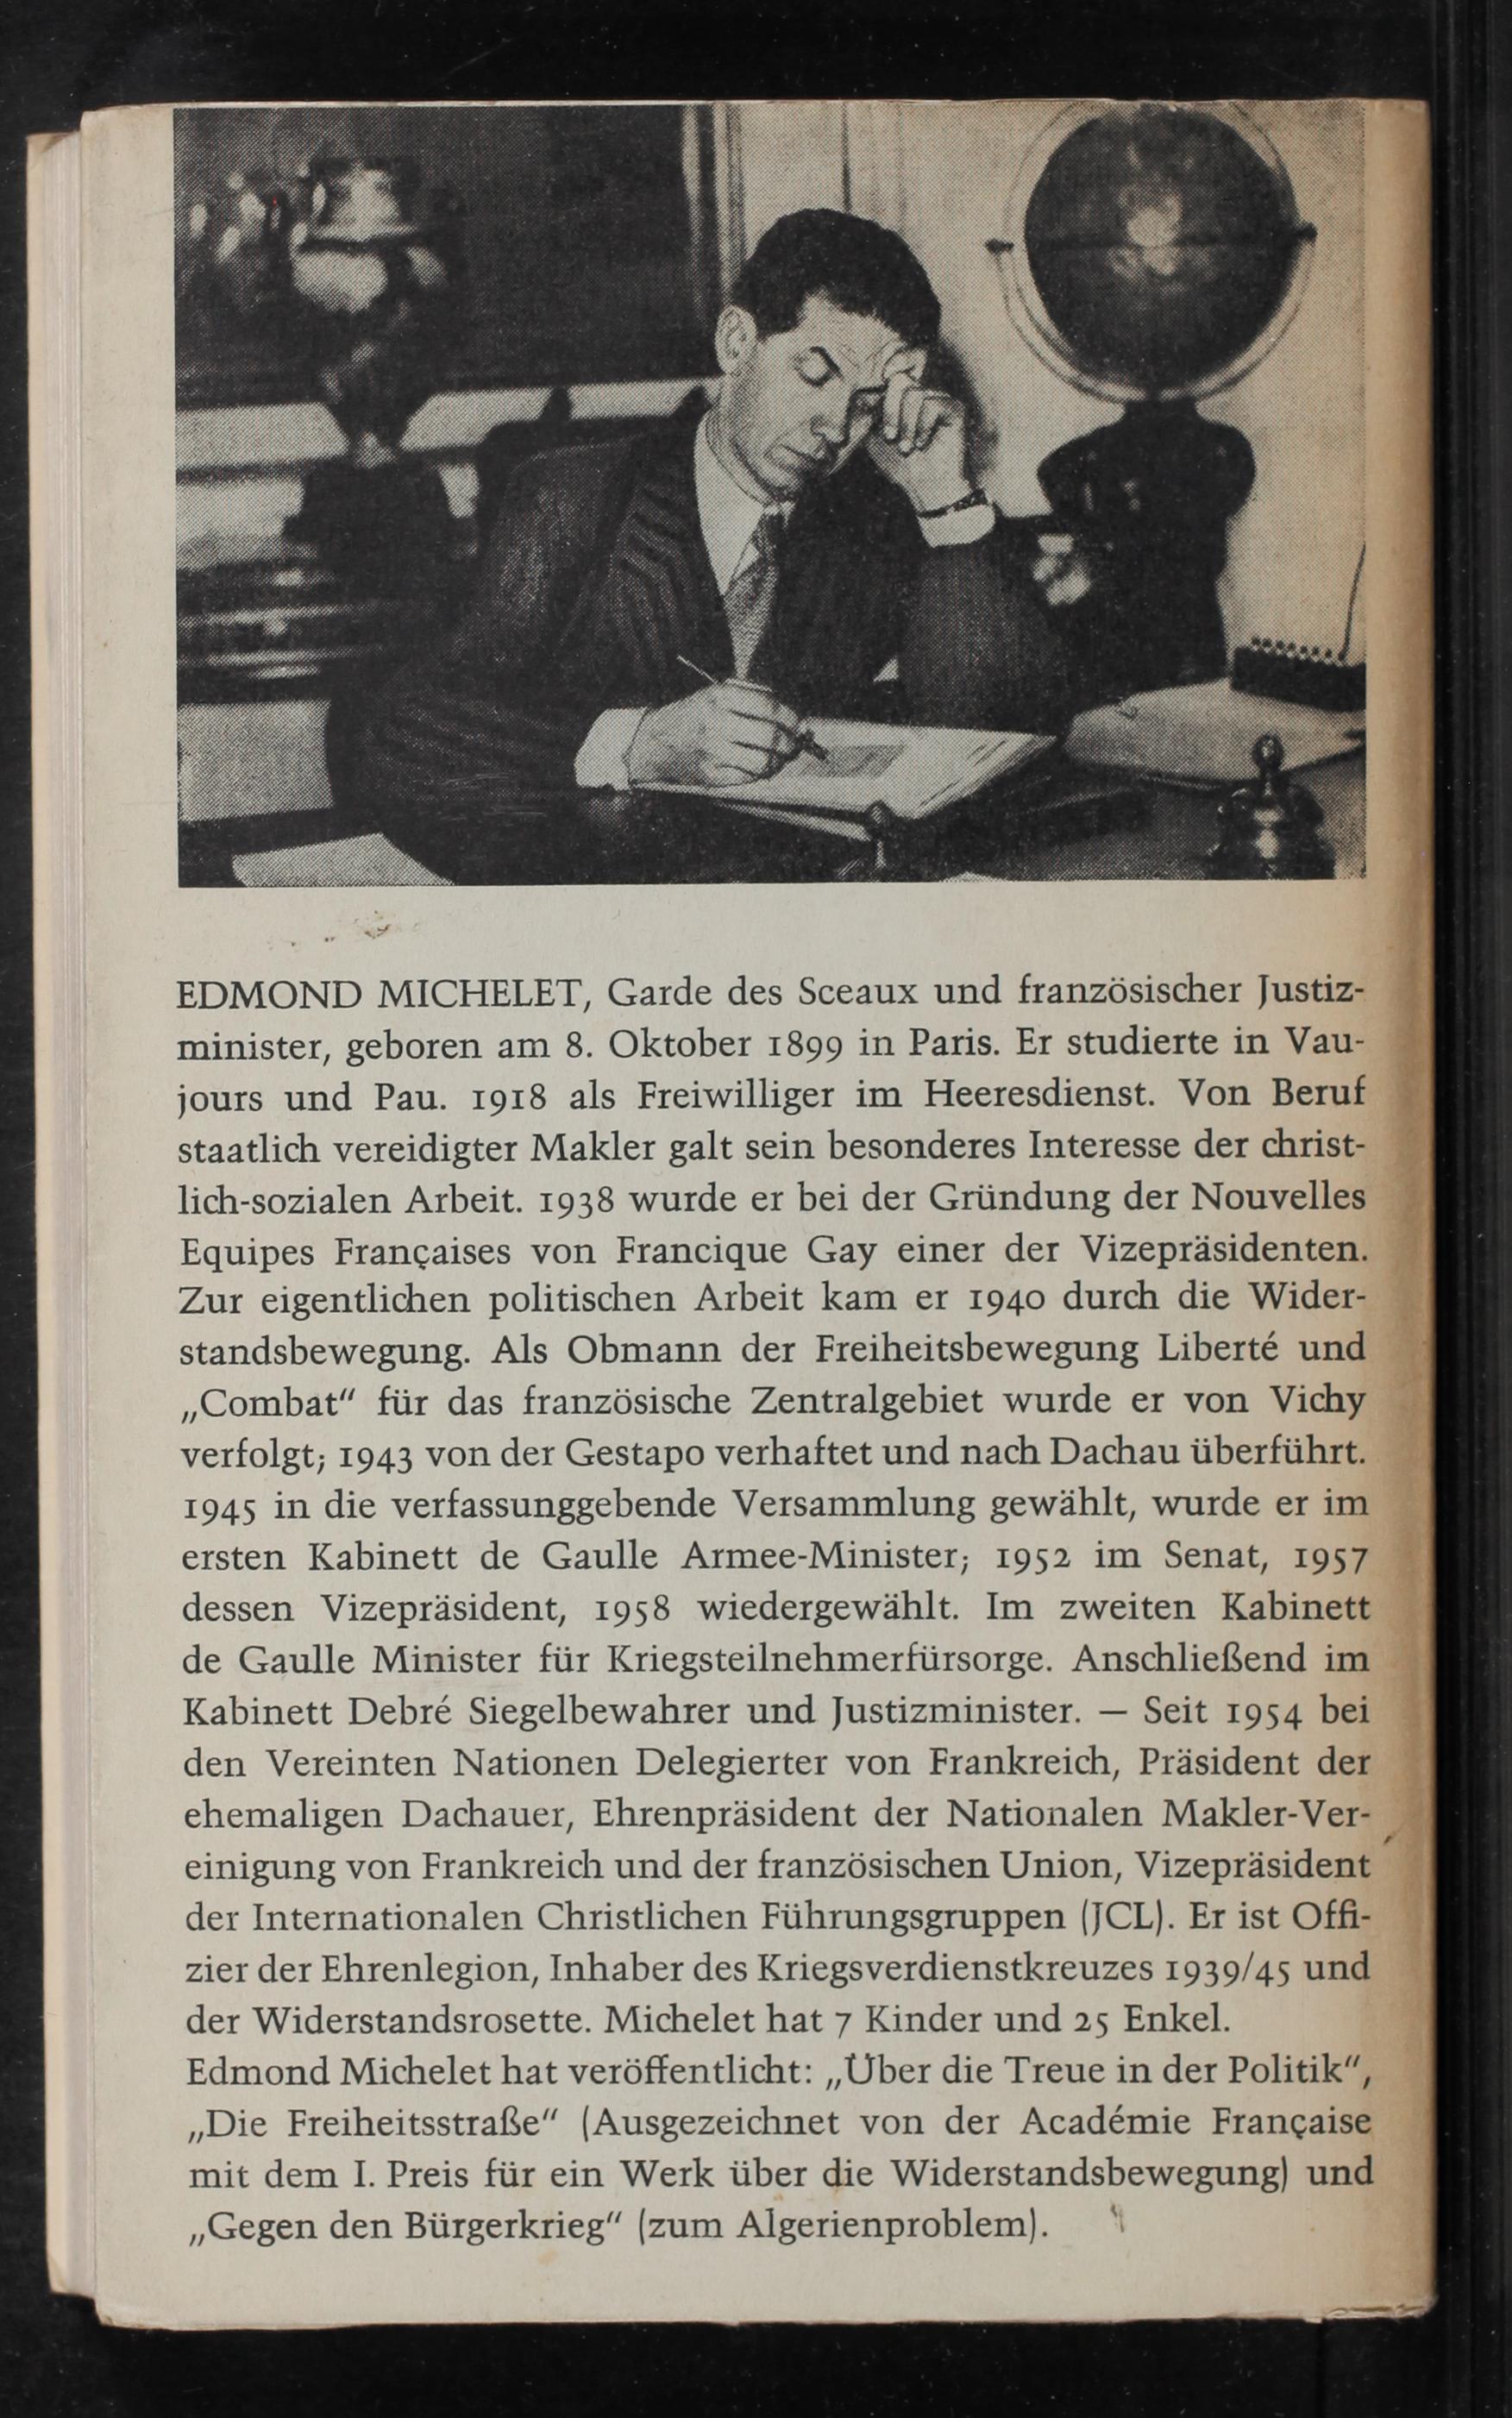 EDMOND MICHELET, Garde des Sceaux und französischer Justiz-
minister, geboren am 8. Oktober 1899 in Paris. Er studierte in Vau-
jours und Pau. 1918 als Freiwilliger im Heeresdienst. Von Beruf
staatlich vereidigter Makler galt sein besonderes Interesse der christ-
lich-sozialen Arbeit. 1938 wurde er bei der Gründung der Nouvelles
Equipes Françaises von Francique Gay einer der Vizepräsidenten.
Zur eigentlichen politischen Arbeit kam er 1940 durch die Wider-
standsbewegung. Als Obmann der Freiheitsbewegung Liberté und
„Combat“ für das französische Zentralgebiet wurde er von Vichy
verfolgt; 1943 von der Gestapo verhaftet und nach Dachau überführt.
1945 in die verfassunggebende Versammlung gewählt, wurde er im
ersten Kabinett de Gaulle Armee-Minister; 1952 im Senat, 1957
dessen Vizepräsident, 1958 wiedergewählt. Im zweiten Kabinett
de Gaulle Minister für Kriegsteilnehmerfürsorge. Anschließend im
Kabinett Debré Siegelbewahrer und Justizminister. — Seit 1954 bei
den Vereinten Nationen Delegierter von Frankreich, Präsident der
ehemaligen Dachauer, Ehrenpräsident der Nationalen Makler-Ver-
einigung von Frankreich und der französischen Union, Vizepräsident
der Internationalen Christlichen Führungsgruppen (JCL). Er ist Offi-
zier der Ehrenlegion, Inhaber des Kriegsverdienstkreuzes 1939/45 und
der Widerstandsrosette. Michelet hat 7 Kinder und 25 Enkel.
Edmond Michelet hat veröffentlicht: „Über die Treue in der Politik“,
„Die Freiheitsstraße“ (Ausgezeichnet von der Académie Française
mit dem I. Preis für ein Werk über die Widerstandsbewegung) und
„Gegen den Bürgerkrieg“ (zum Algerienproblem).